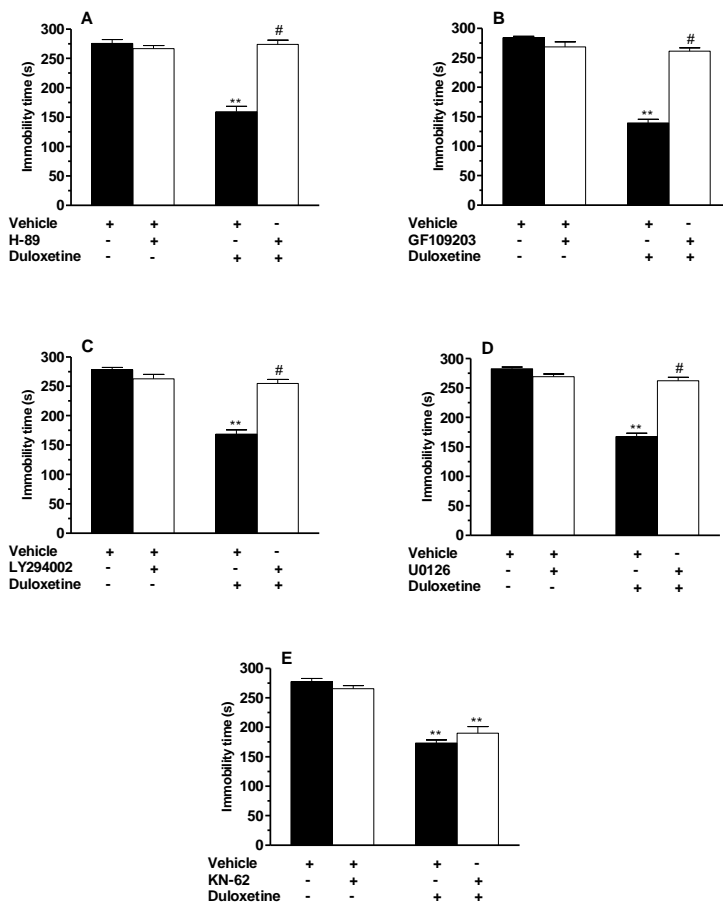 A
Immobility time (s)
300
250
200
150
100
50
0
**
#
Vehicle + + + -
H-89 - + - +
Duloxetine - - + +
B
Immobility time (s)
300
250
200
150
100
50
0
**
#
Vehicle + + + -
GF109203 - + - +
Duloxetine - - + +
C
Immobility time (s)
300
250
200
150
100
50
0
**
#
Vehicle + + + -
LY294002 - + - +
Duloxetine - - + +
D
Immobility time (s)
300
250
200
150
100
50
0
**
#
Vehicle + + + -
U0126 - + - +
Duloxetine - - + +
E
Immobility time (s)
300
250
200
150
100
50
0
**
**
Vehicle + + + -
KN-62 - + - +
Duloxetine - - + +